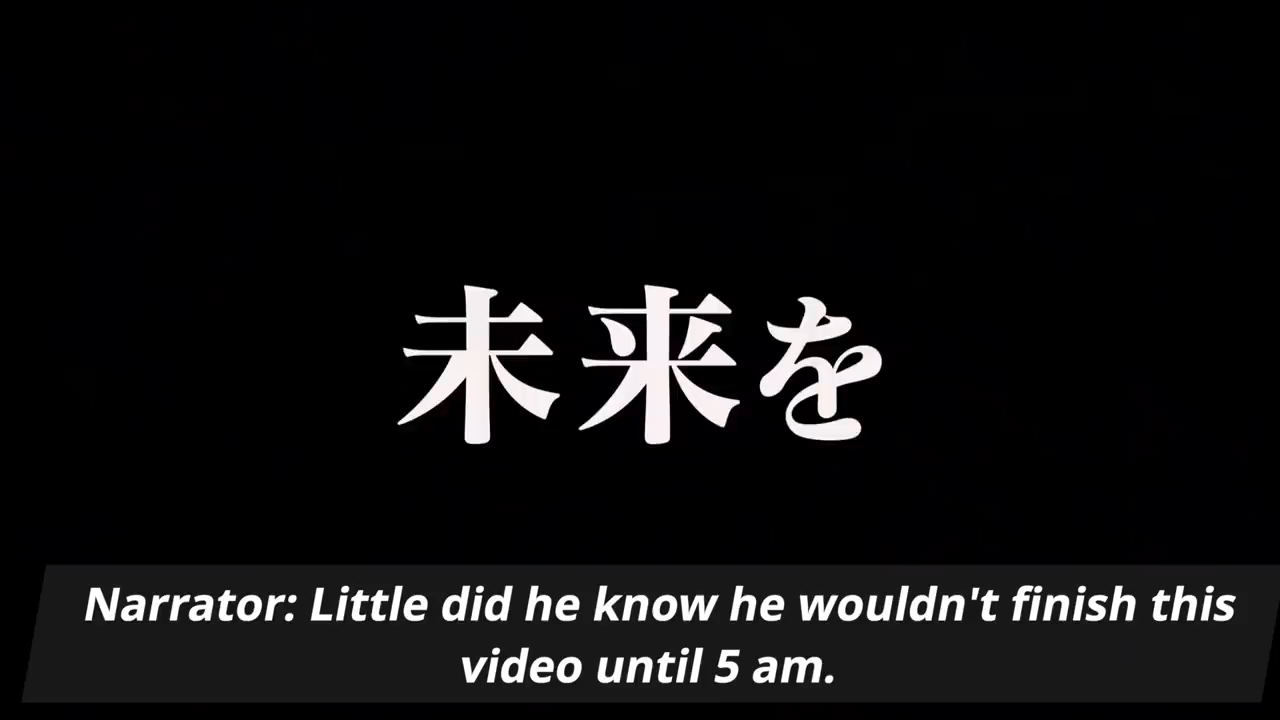 未来を
Narrator: Little did he know he wouldn't finish this
video until 5 am.